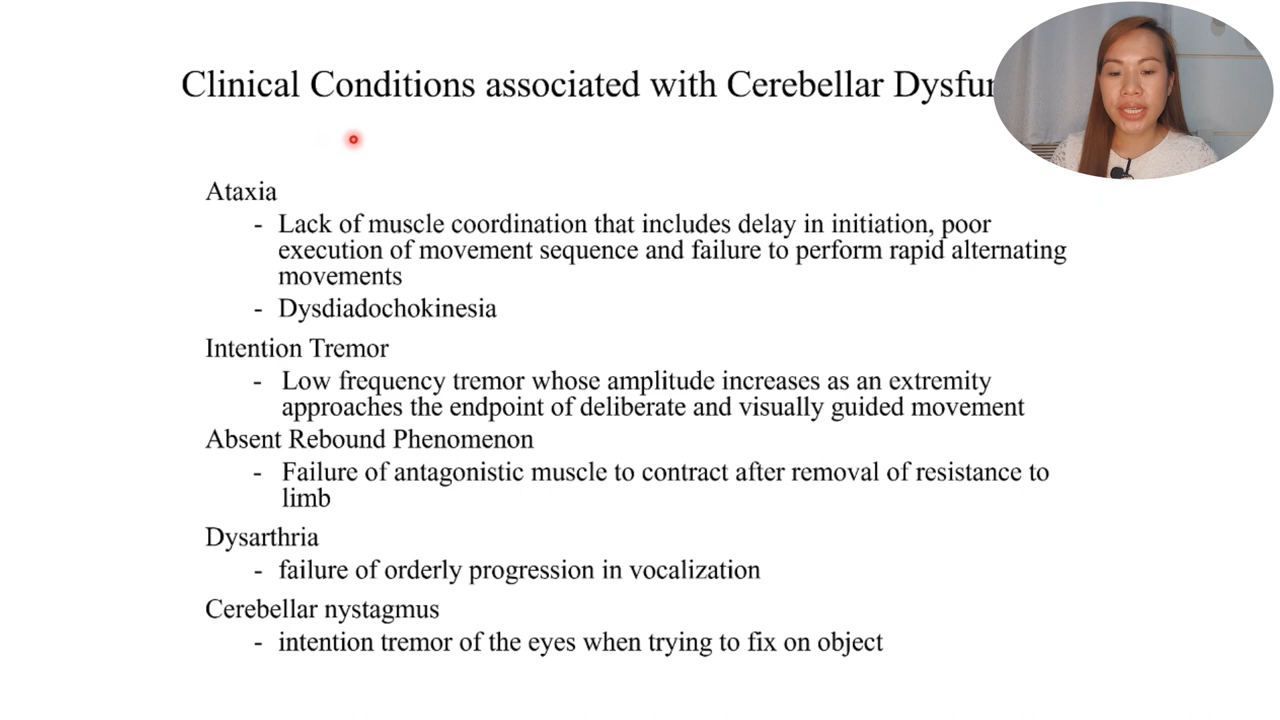 Clinical Conditions associated with Cerebellar
Ataxia
- Lack of muscle coordination that includes delay in initiation, poor
execution of movement sequence and failure to perform rapid alternating
movements
- Dysdiadochokinesia
Intention Tremor
- Low frequency tremor whose amplitude increases as an extremity
approaches the endpoint of deliberate and visually guided movement
Absent Rebound Phenomenon
- Failure of antagonistic muscle to contract after removal of resistance to
limb
Dysarthria
- failure of orderly progression in vocalization
Cerebellar nystagmus
- intention tremor of the eyes when trying to fix on object